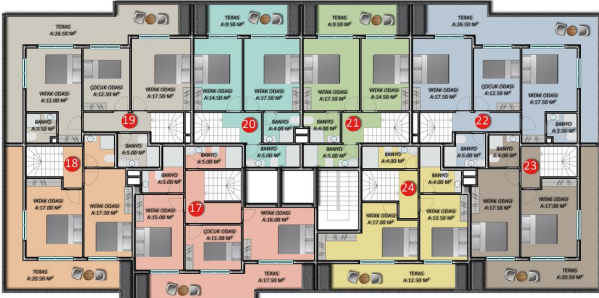 TERAS
A:26.50 M²
TERAS
A:9.50 M²
TERAS
A:9.50 M²
TERAS
A:26.50 M²
YATAK ODASI
A:12.00 M²
ÇOCUK ODASI
A:12.50 M²
YATAK ODASI
A:17.50 M²
YATAK ODASI
A:14.50 M²
YATAK ODASI
A:17.50 M²
YATAK ODASI
A:17.50 M²
YATAK ODASI
A:14.50 M²
YATAK ODASI
A:17.50 M²
ÇOCUK ODASI
A:12.50 M²
YATAK ODASI
A:17.50 M²
BANYO
A:3.50 M²
19
20
BANYO
A:4.00 M²
BANYO
A:4.00 M²
21
22
BANYO
A:3.50 M²
BANYO
A:5.00 M²
BANYO
A:5.00 M²
BANYO
A:5.00 M²
BANYO
A:5.00 M²
18
BANYO
A:5.00 M²
BANYO
A:5.00 M²
BANYO
A:4.00 M²
BANYO
A:5.00 M²
23
24
17
YATAK ODASI
A:17.00 M²
YATAK ODASI
A:17.50 M²
YATAK ODASI
A:15.00 M²
YATAK ODASI
A:16.00 M²
YATAK ODASI
A:17.00 M²
YATAK ODASI
A:13.50 M²
YATAK ODASI
A:17.50 M²
YATAK ODASI
A:17.00 M²
ÇOCUK ODASI
A:11.00 M²
TERAS
A:20.50 M²
TERAS
A:17.50 M²
TERAS
A:12.50 M²
TERAS
A:20.50 M²